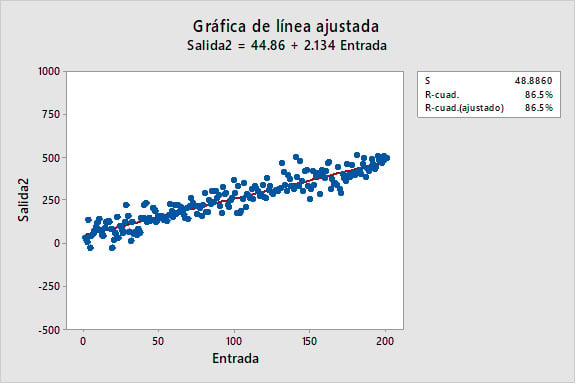 Gráfica de línea ajustada
Salida2 = 44.86 + 2.134 Entrada
S 48.8860
R-cuad. 86.5%
R-cuad.(ajustado) 86.5%
1000
750
500
250
0
-250
-500
Salida2
0 50 100 150 200
Entrada